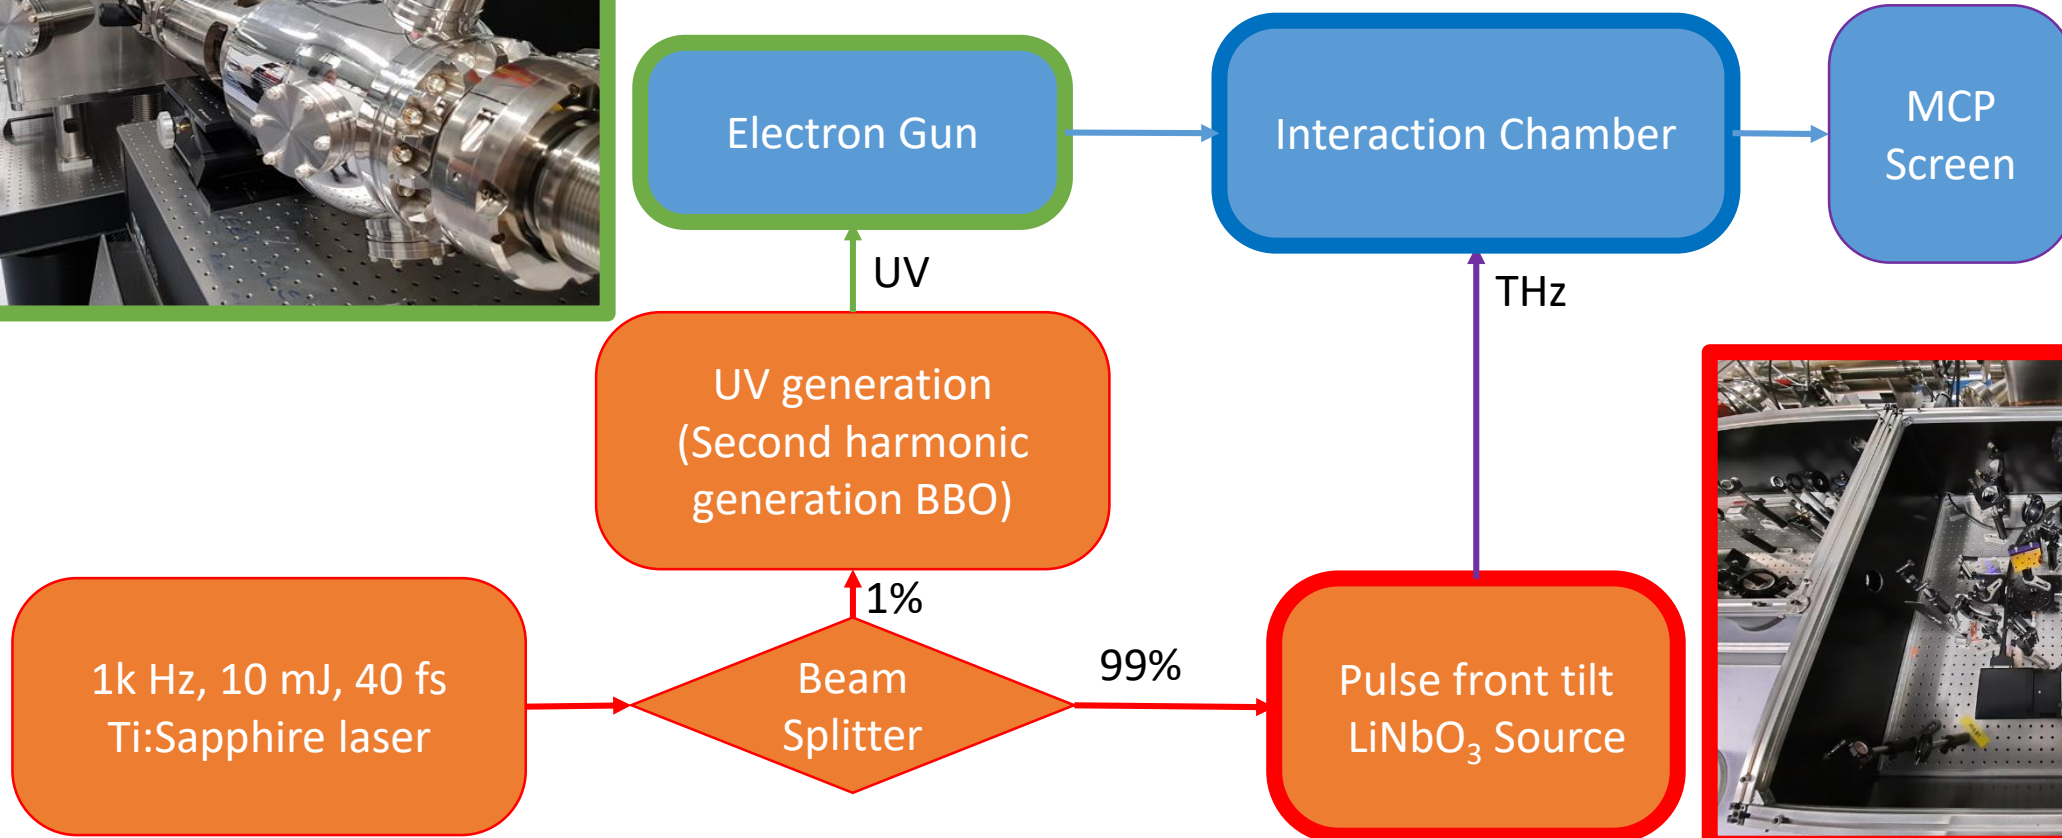 Electron Gun
Interaction Chamber
MCP
Screen
UV
THz
UV generation
(Second harmonic
generation BBO)
1%
99%
1k Hz, 10 mJ, 40 fs
Ti:Sapphire laser
Beam
Splitter
Pulse front tilt
LiNbO₃ Source